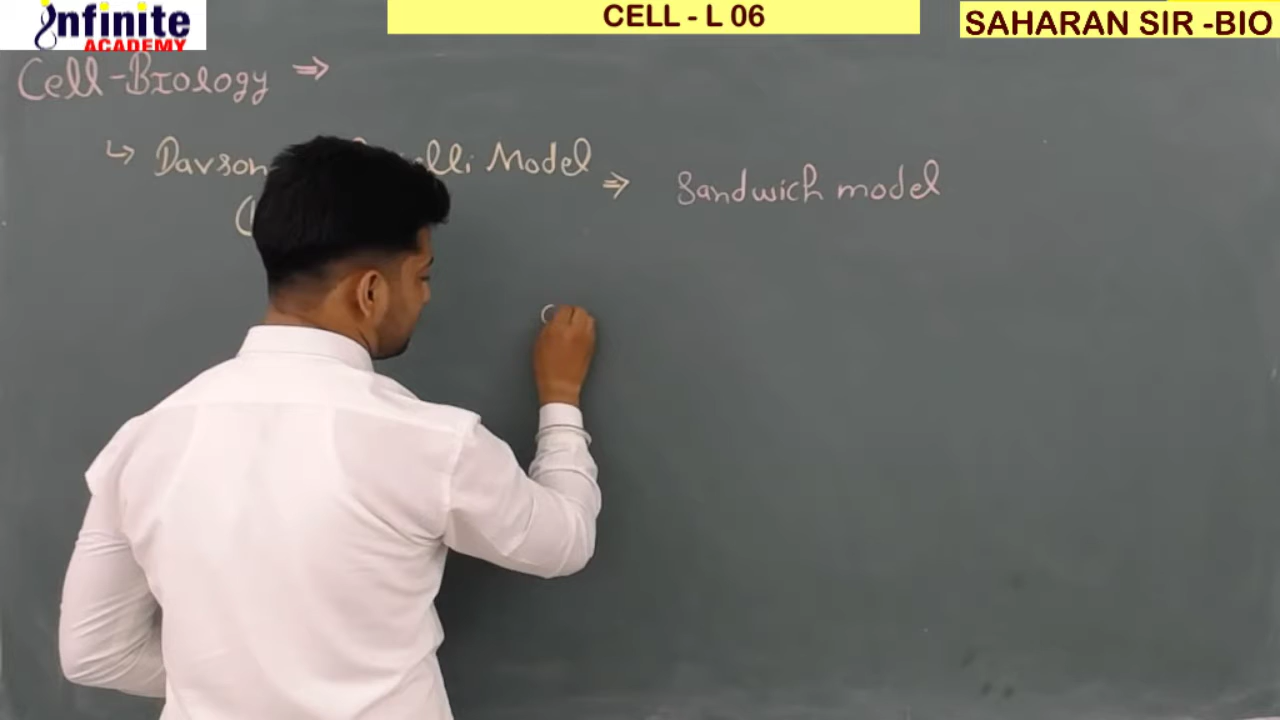 infinite
ACADEMY
CELL - L 06
SAHARAN SIR -BIO
Cell-Biology ⇒
↳ Davson Model ⇒ Sandwich model